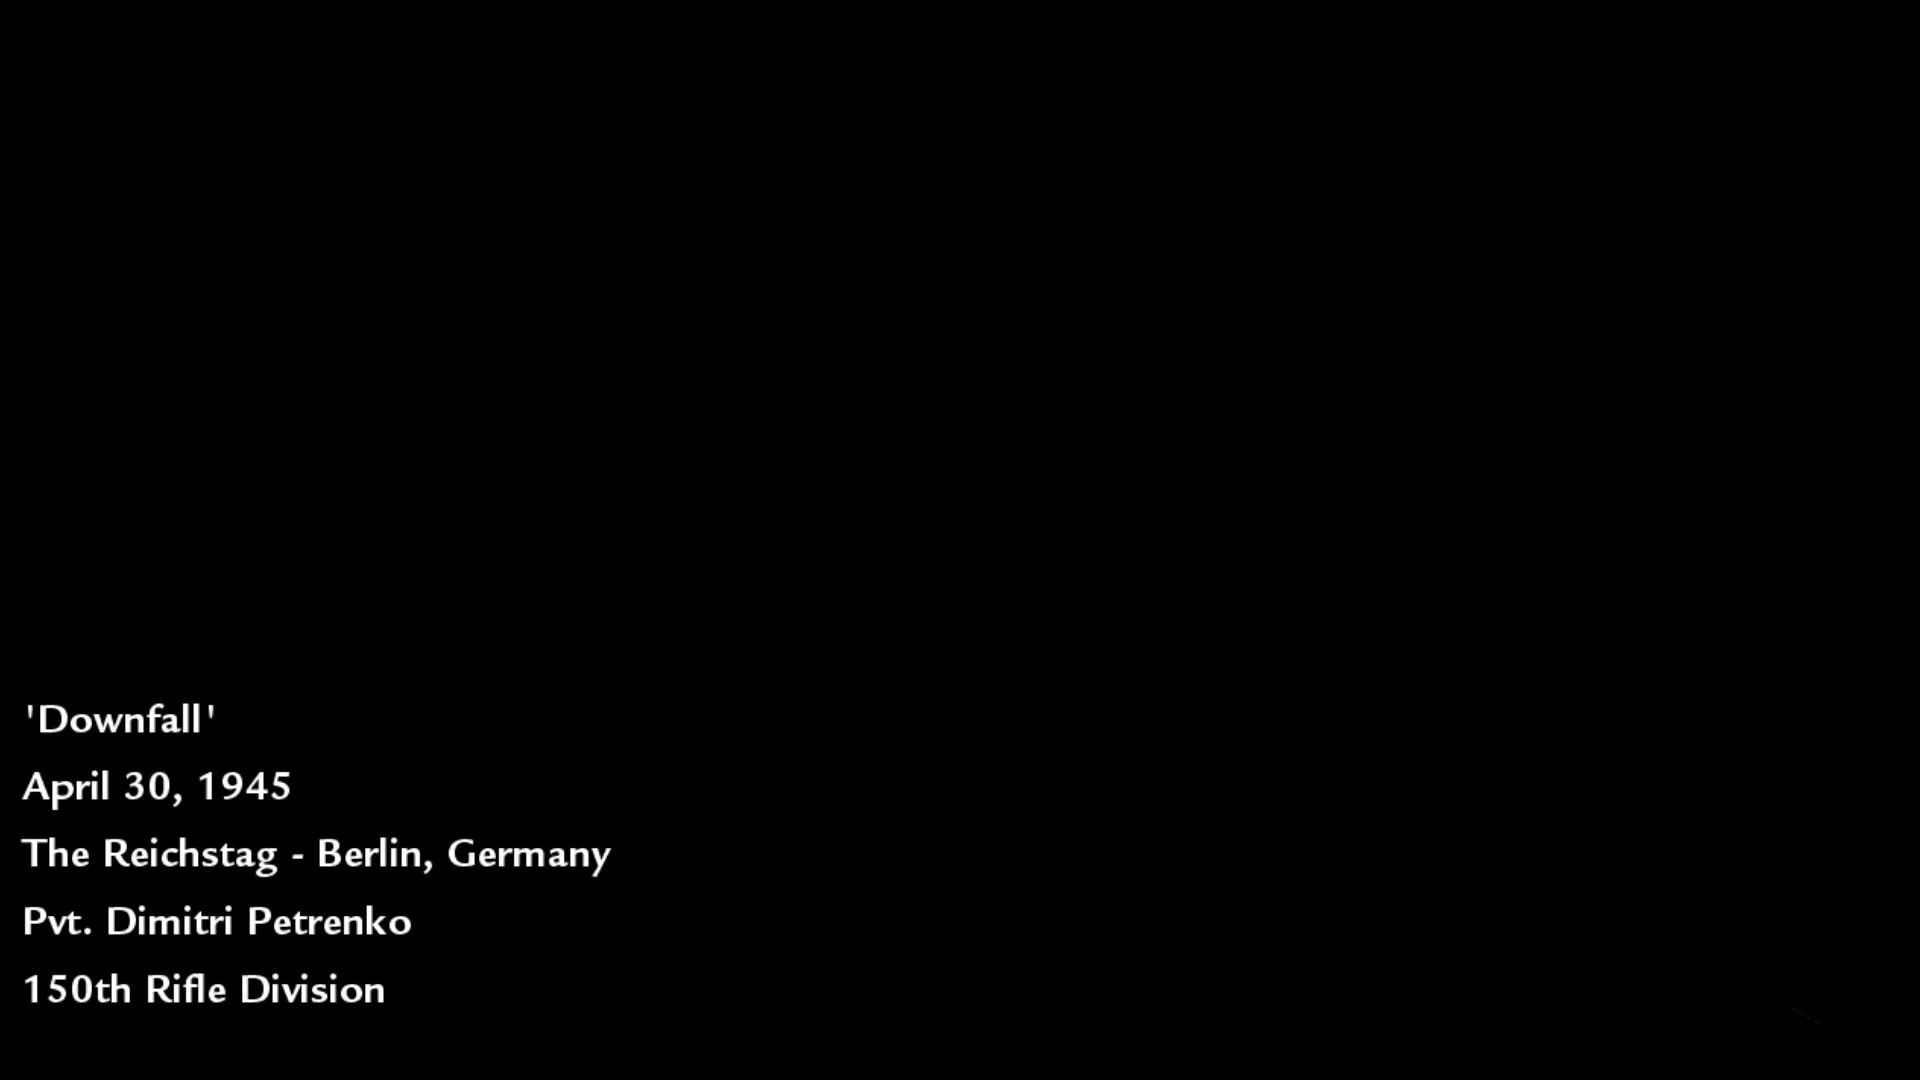 'Downfall'
April 30, 1945
The Reichstag - Berlin, Germany
Pvt. Dimitri Petrenko
150th Rifle Division